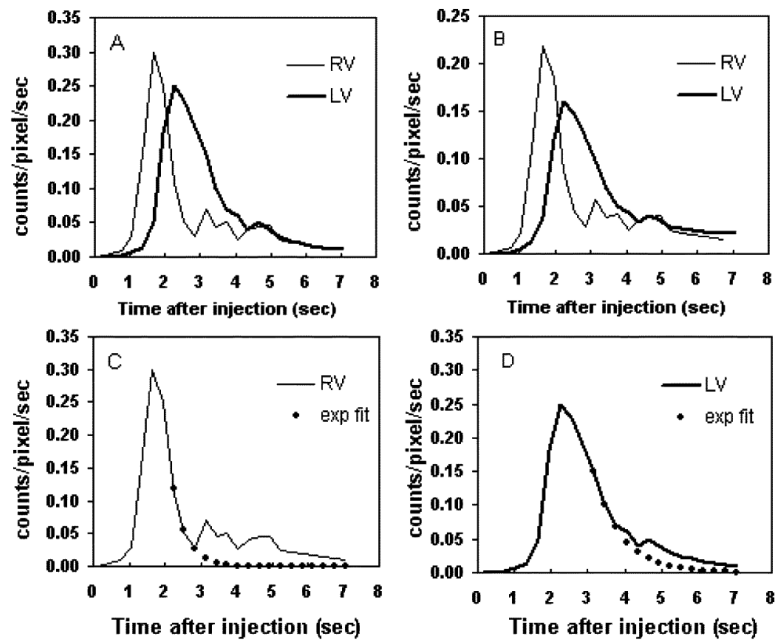 A
RV
LV
counts/pixel/sec
0.35
0.30
0.25
0.20
0.15
0.10
0.05
0.00
0 1 2 3 4 5 6 7 8
Time after injection (sec)
B
RV
LV
counts/pixel/sec
0.25
0.20
0.15
0.10
0.05
0.00
0 1 2 3 4 5 6 7 8
Time after injection (sec)
C
RV
exp fit
counts/pixel/sec
0.35
0.30
0.25
0.20
0.15
0.10
0.05
0.00
0 1 2 3 4 5 6 7 8
Time after injection (sec)
D
LV
exp fit
counts/pixel/sec
0.35
0.30
0.25
0.20
0.15
0.10
0.05
0.00
0 1 2 3 4 5 6 7 8
Time after injection (sec)